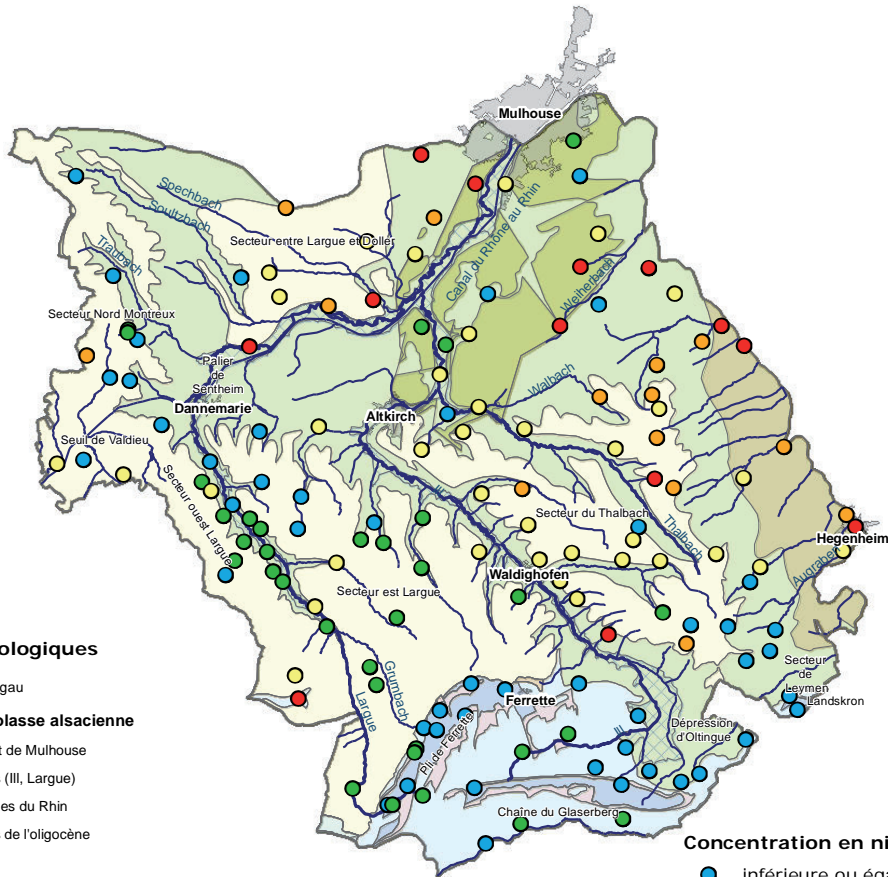 Mulhouse
Spechbach
Soultzbach
Canal du Rhône au Rhin
Secteur entre Largue et Doller
Traubach
Weiherbach
Secteur Nord Montreux
Palier
de
Sentheim
Walbach
Dannemarie
Altkirch
Seuil de Valdieu
Secteur ouest Largue
Ill
Secteur du Thalbach
Thalbach
Hegenheim
Augraben
Waldighofen
Secteur est Largue
ologiques
gau
olasse alsacienne
t de Mulhouse
s (Ill, Largue)
es du Rhin
s de l'oligocène
Grumbach
Largue
Secteur
de
Leymen
Landskron
Ferrette
Pli de Ferrette
Ill
Dépression
d'Oltingue
Chaîne du Glaserberg
Concentration en ni
inférieure ou éga